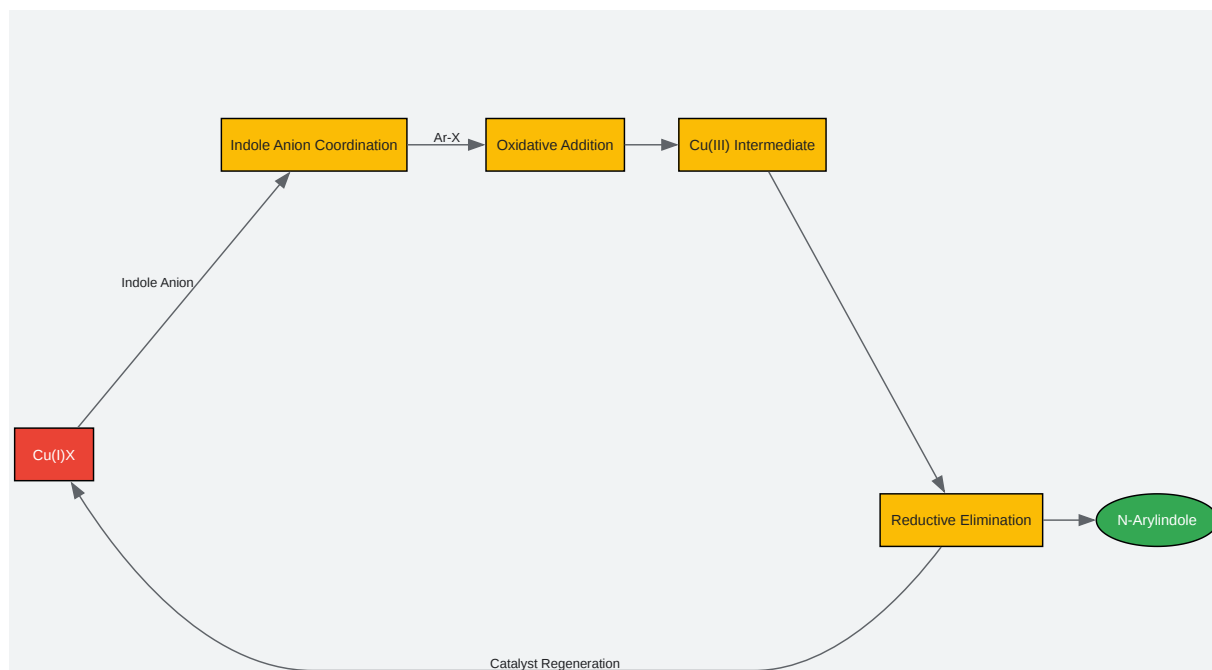 Indole Anion Coordination
Ar-X
Oxidative Addition
Cu(III) Intermediate
Indole Anion
Cu(I)X
Reductive Elimination
N-Arylindole
Catalyst Regeneration